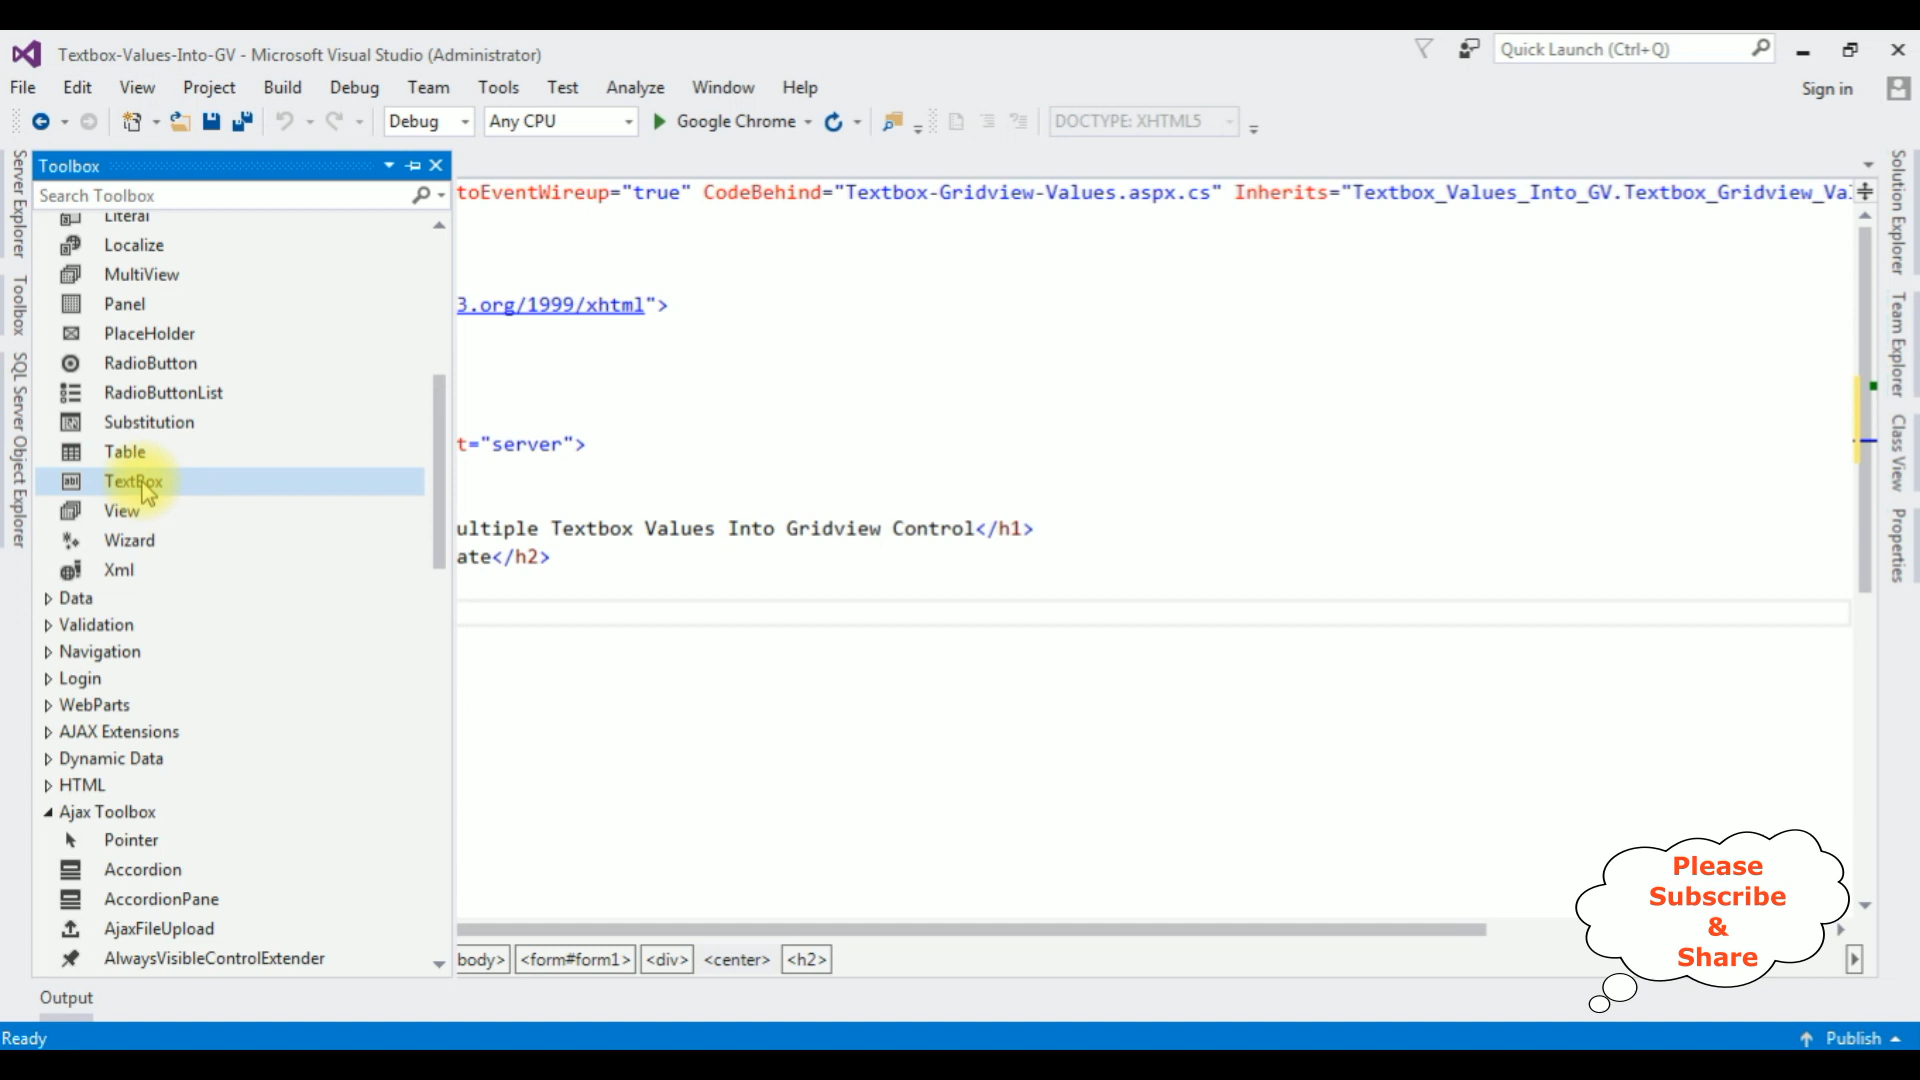 Textbox-Values-Into-GV - Microsoft Visual Studio (Administrator)
Quick Launch (Ctrl+Q)
File Edit View Project Build Debug Team Tools Test Analyze Window Help
Sign in
Debug Any CPU Google Chrome DOCTYPE: XHTML5
Server Explorer
Toolbox
SQL Server Object Explorer
Toolbox
Search Toolbox
Literal
Localize
MultiView
Panel
PlaceHolder
RadioButton
RadioButtonList
Substitution
Table
TextBox
View
Wizard
Xml
Data
Validation
Navigation
Login
WebParts
AJAX Extensions
Dynamic Data
HTML
Ajax Toolbox
Pointer
Accordion
AccordionPane
AjaxFileUpload
AlwaysVisibleControlExtender
toEventWireup="true" CodeBehind="Textbox-Gridview-Values.aspx.cs" Inherits="Textbox_Values_Into_GV.Textbox_Gridview_Va
3.org/1999/xhtml">
t="server">
ultiple Textbox Values Into Gridview Control</h1>
ate</h2>
body> <form#form1> <div> <center> <h2>
Solution Explorer
Team Explorer
Class View
Properties
Please
Subscribe
&
Share
Output
Ready
Publish